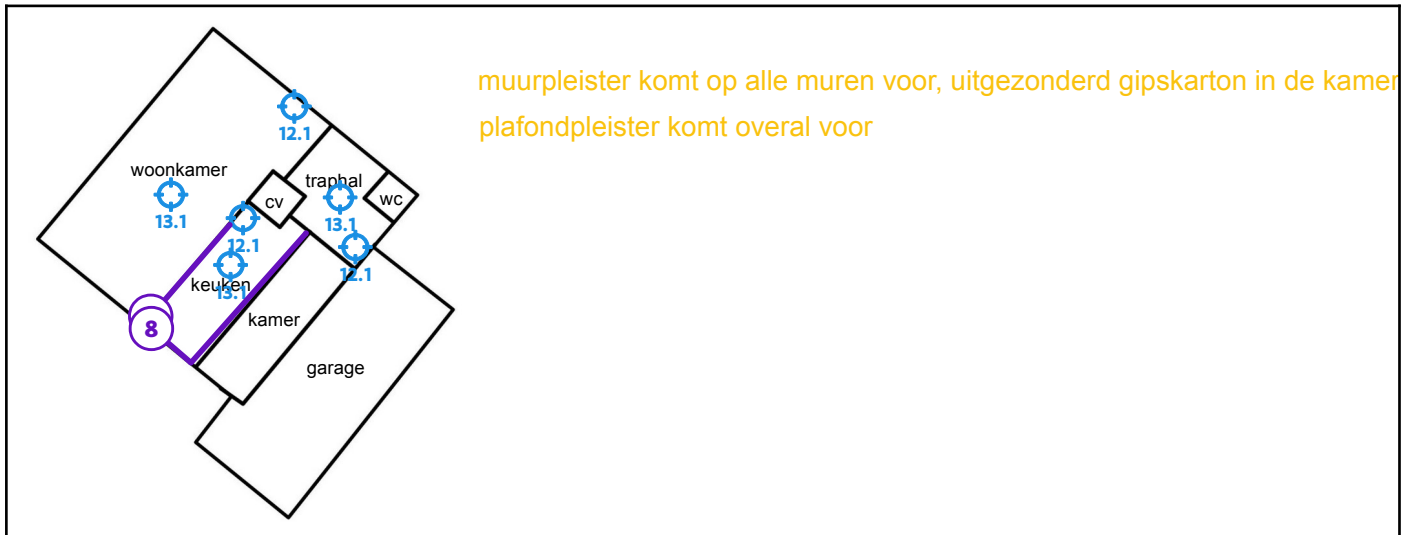 muurpleister komt op alle muren voor, uitgezonderd gipskarton in de kamer
plafondpleister komt overal voor
12.1
woonkamer
13.1
traphal
13.1
cv
wc
12.1
12.1
keuken
13.1
kamer
8
garage